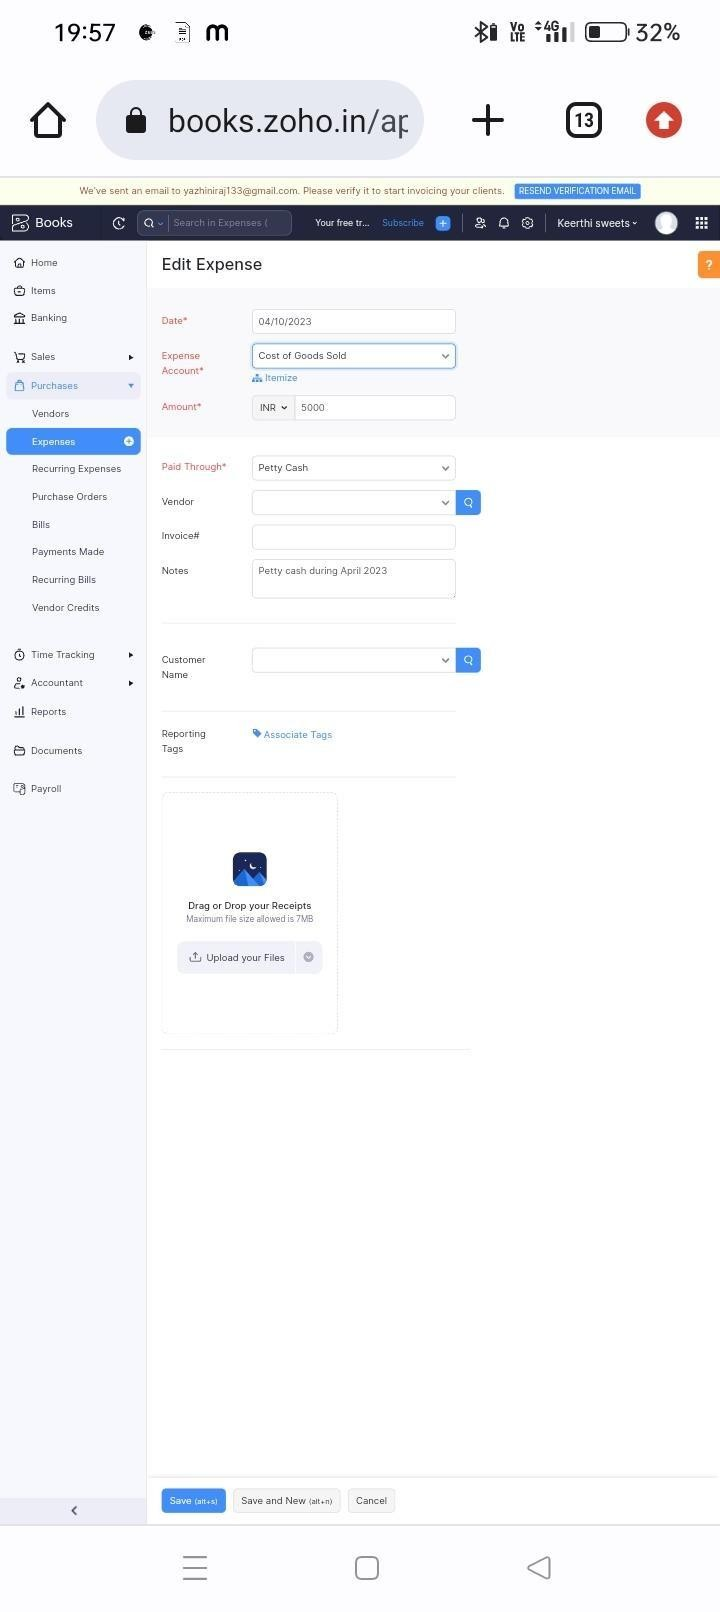 19:57
m
Vo
LTE
4G
32%
books.zoho.in/ap
13
We've sent an email to yazhiniraj133@gmail.com. Please verify it to start invoicing your clients. RESEND VERIFICATION EMAIL
Books
Search in Expenses (
Your free tr...
Subscribe
Keerthi sweets
Home
Items
Banking
Sales
Purchases
Vendors
Expenses
Recurring Expenses
Purchase Orders
Bills
Payments Made
Recurring Bills
Vendor Credits
Time Tracking
Accountant
Reports
Documents
Payroll
Edit Expense
?
Date* 04/10/2023
Expense
Account*
Cost of Goods Sold
Itemize
Amount* INR 5000
Paid Through* Petty Cash
Vendor
Invoice#
Notes Petty cash during April 2023
Customer
Name
Reporting
Tags
Associate Tags
Drag or Drop your Receipts
Maximum file size allowed is 7MB
Upload your Files
Save (alt+s) Save and New (alt+n) Cancel